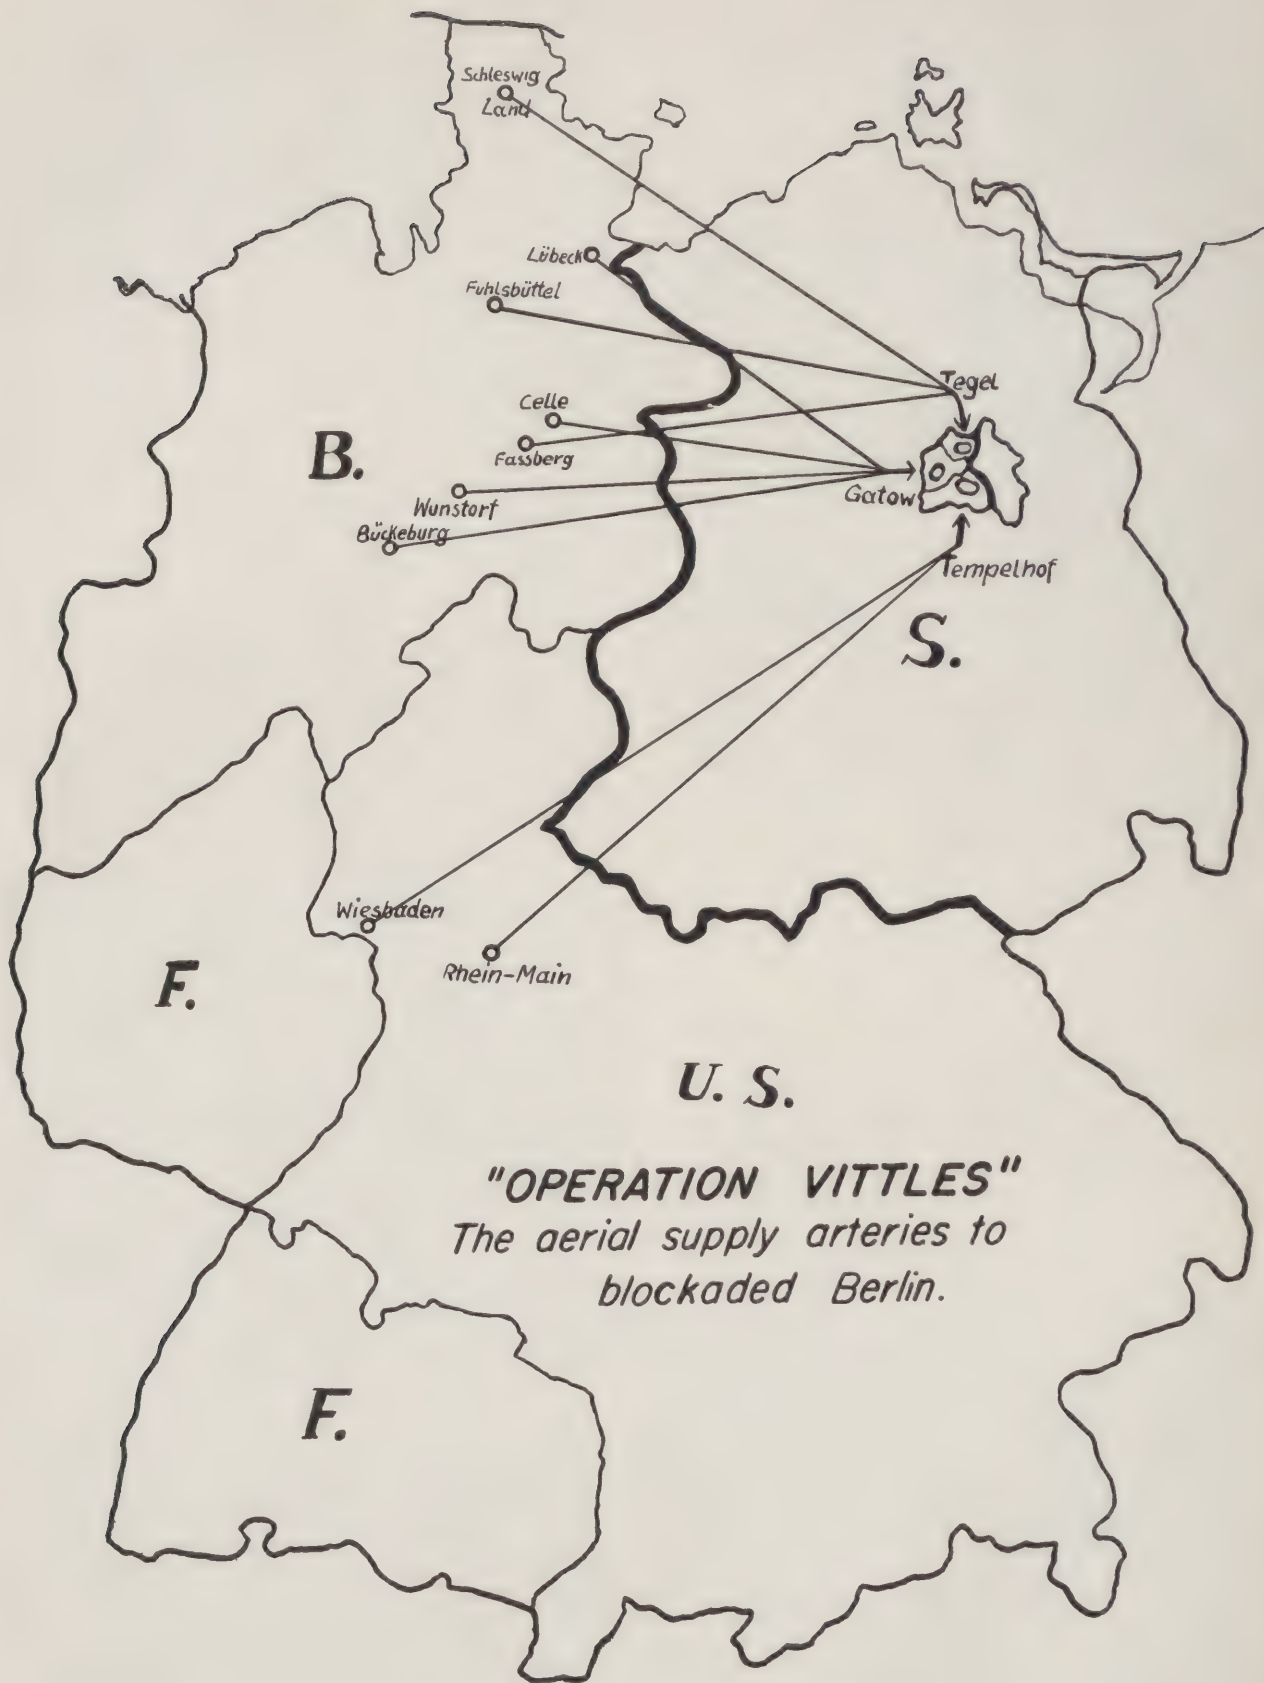 Schleswig
Land
Lübeck
Fuhlsbüttel
Tegel
Celle
B.
Fassberg
Gatow
Wunstorf
Bückeburg
Tempelhof
S.
Wiesbaden
F.
Rhein-Main
U. S.
"OPERATION VITTLES"
The aerial supply arteries to
blockaded Berlin.
F.